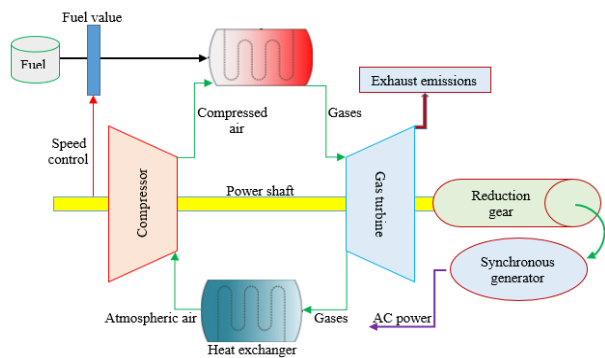 Fuel value
Fuel
Exhaust emissions
Compressed
air
Gases
Speed
control
Compressor
Power shaft
Gas turbine
Reduction
gear
Synchronous
generator
Atmospheric air
Gases
AC power
Heat exchanger